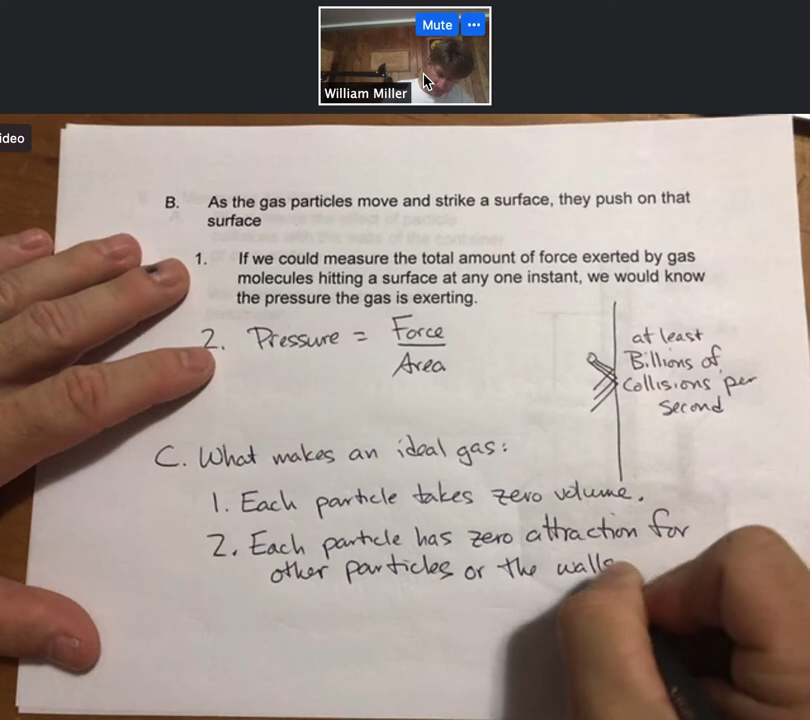 Mute
William Miller
ideo
B. As the gas particles move and strike a surface, they push on that
surface
1. If we could measure the total amount of force exerted by gas
molecules hitting a surface at any one instant, we would know
the pressure the gas is exerting.
2. Pressure = Force
Area
at least
Billions of
Collisions per
second
C. What makes an ideal gas:
1. Each particle takes zero volume.
2. Each particle has zero attraction for
other particles or the walls